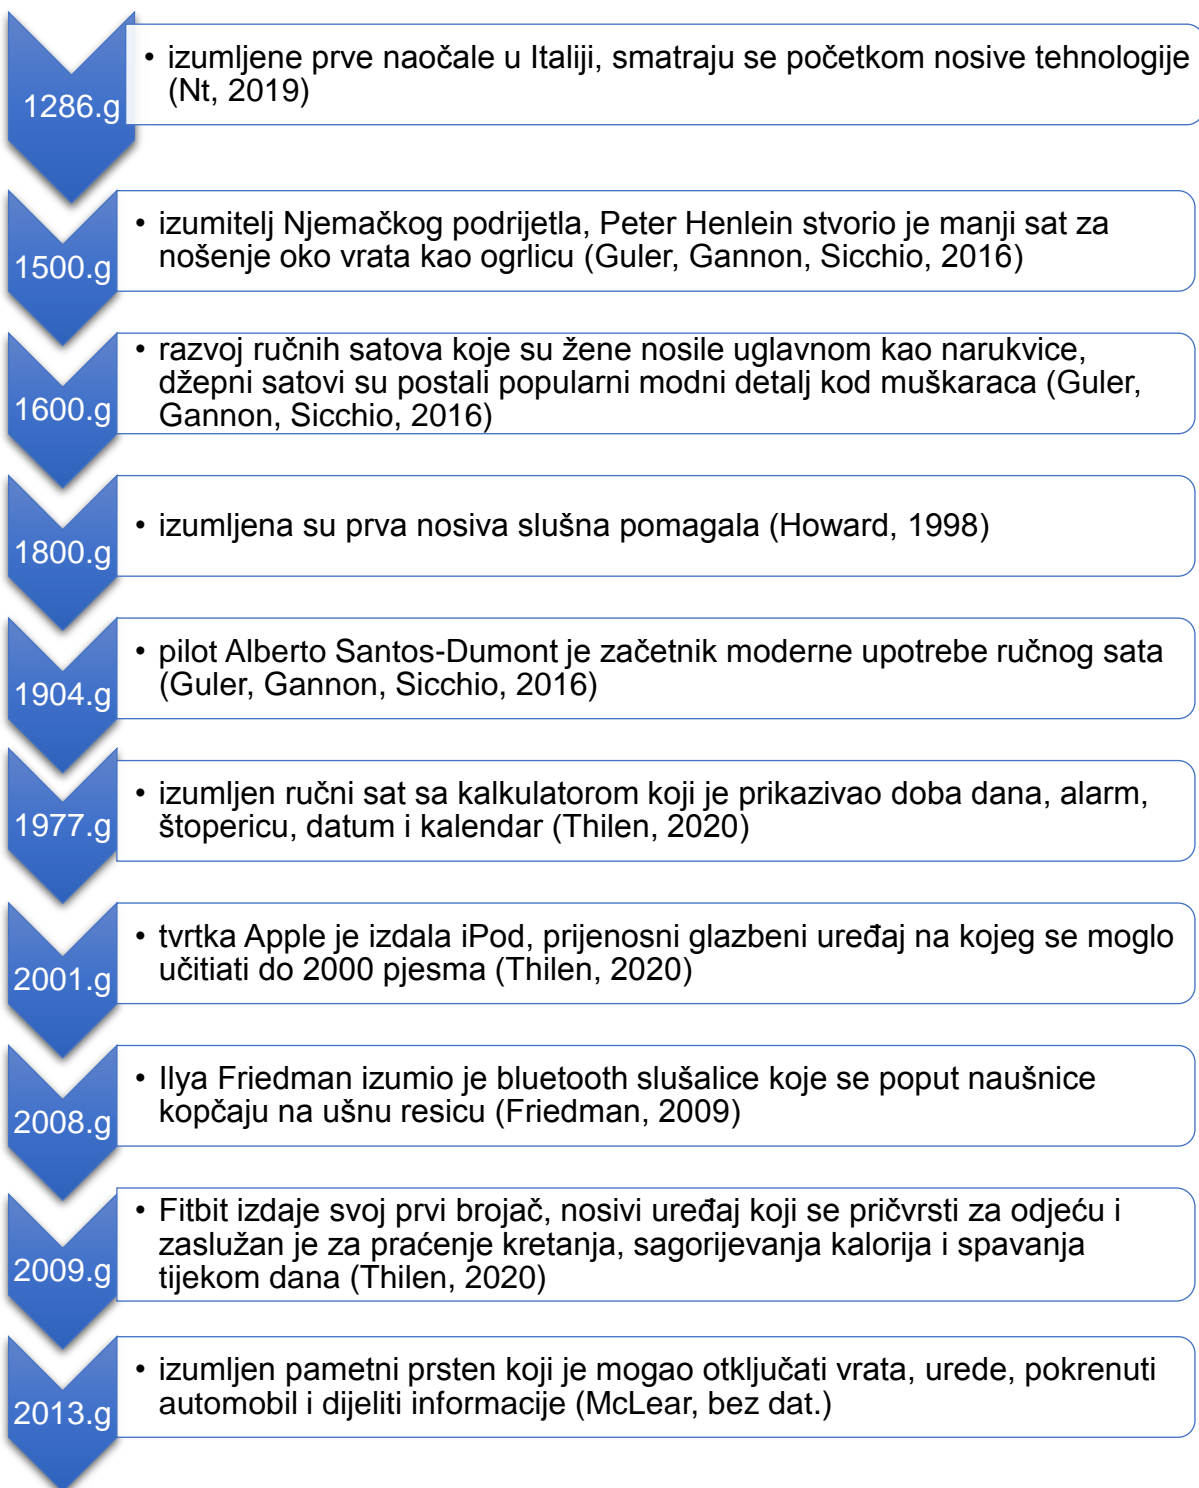 1286.g
• izumljene prve naočale u Italiji, smatraju se početkom nosive tehnologije
(Nt, 2019)
1500.g
• izumitelj Njemačkog podrijetla, Peter Henlein stvorio je manji sat za
nošenje oko vrata kao ogrlicu (Guler, Gannon, Sicchio, 2016)
1600.g
• razvoj ručnih satova koje su žene nosile uglavnom kao narukvice,
džepni satovi su postali popularni modni detalj kod muškaraca (Guler,
Gannon, Sicchio, 2016)
1800.g
• izumljena su prva nosiva slušna pomagala (Howard, 1998)
1904.g
• pilot Alberto Santos-Dumont je začetnik moderne upotrebe ručnog sata
(Guler, Gannon, Sicchio, 2016)
1977.g
• izumljen ručni sat sa kalkulatorom koji je prikazivao doba dana, alarm,
štopericu, datum i kalendar (Thilen, 2020)
2001.g
• tvrtka Apple je izdala iPod, prijenosni glazbeni uređaj na kojeg se moglo
učitiati do 2000 pjesma (Thilen, 2020)
2008.g
• Ilya Friedman izumio je bluetooth slušalice koje se poput naušnice
kopčaju na ušnu resicu (Friedman, 2009)
2009.g
• Fitbit izdaje svoj prvi brojač, nosivi uređaj koji se pričvrsti za odjeću i
zaslužan je za praćenje kretanja, sagorijevanja kalorija i spavanja
tijekom dana (Thilen, 2020)
2013.g
• izumljen pametni prsten koji je mogao otključati vrata, urede, pokrenuti
automobil i dijeliti informacije (McLear, bez dat.)